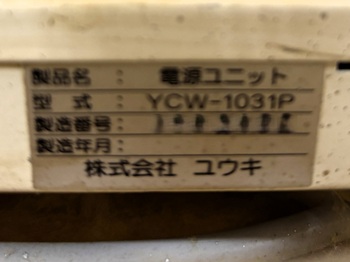 製品名 : 電源ユニット
型式 : YCW-1031P
製造番号:
製造年月:
株式会社 ユウキ